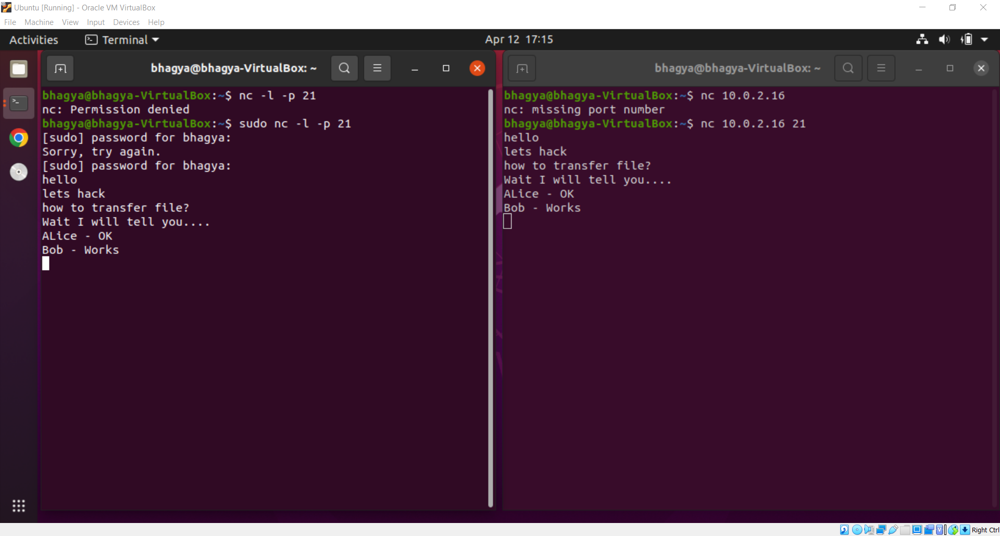 Ubuntu [Running] - Oracle VM VirtualBox
File Machine View Input Devices Help
Activities Terminal Apr 12 17:15
bhagya@bhagya-VirtualBox: ~
bhagya@bhagya-VirtualBox:~$ nc -l -p 21
nc: Permission denied
bhagya@bhagya-VirtualBox:~$ sudo nc -l -p 21
[sudo] password for bhagya:
Sorry, try again.
[sudo] password for bhagya:
hello
lets hack
how to transfer file?
Wait I will tell you....
ALice - OK
Bob - Works
bhagya@bhagya-VirtualBox: ~
bhagya@bhagya-VirtualBox:~$ nc 10.0.2.16
nc: missing port number
bhagya@bhagya-VirtualBox:~$ nc 10.0.2.16 21
hello
lets hack
how to transfer file?
Wait I will tell you....
ALice - OK
Bob - Works
Right Ctrl